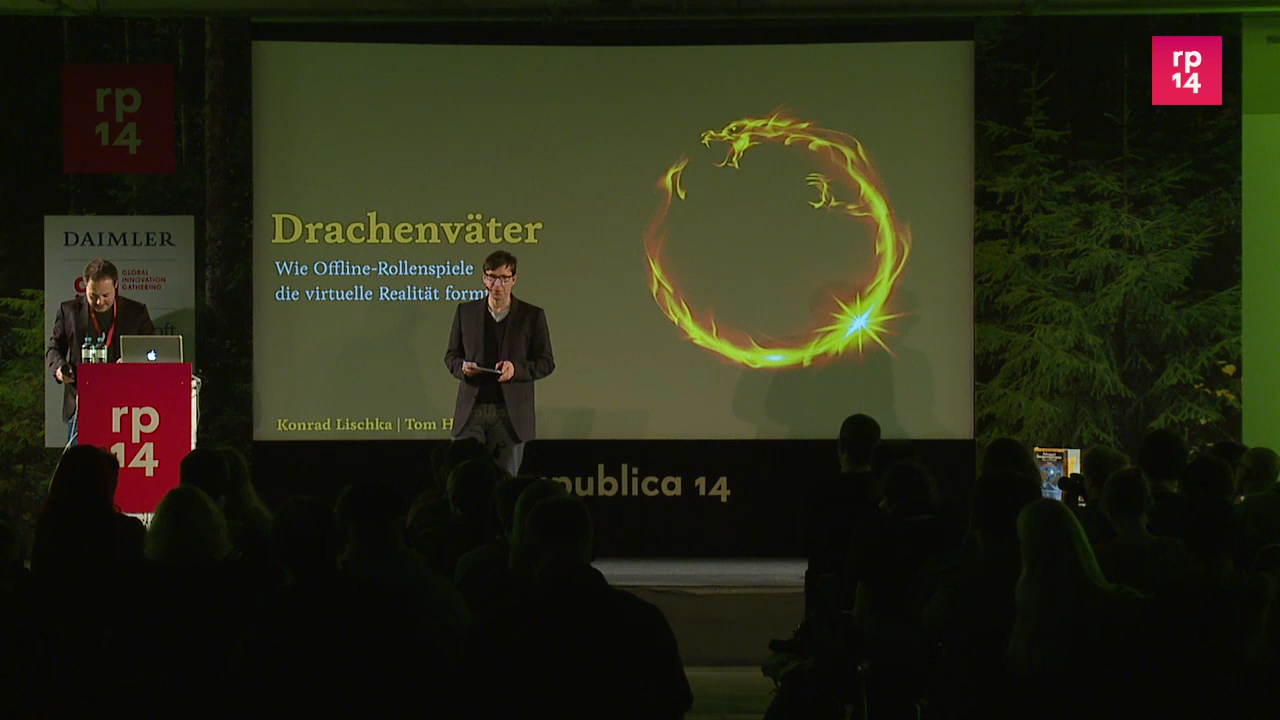 rp
14
rp
14
DAIMLER
GLOBAL
INNOVATION
GATHERING
rp
14
Drachenväter
Wie Offline-Rollenspiele
die virtuelle Realität
Konrad Lischka | Tom
publica 14